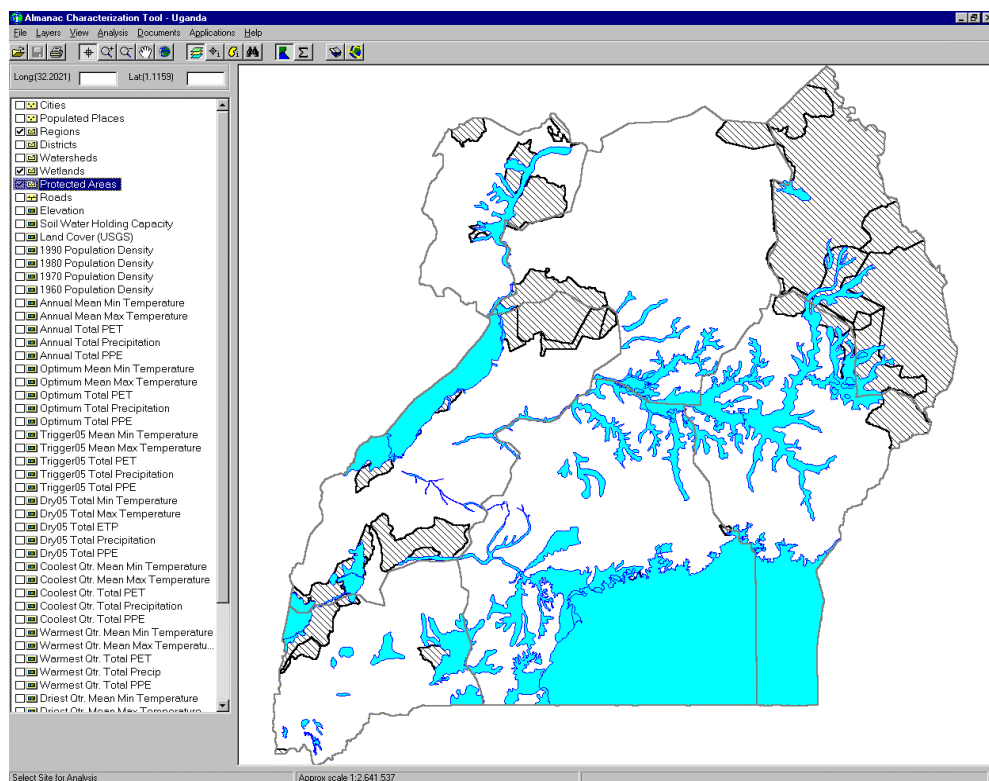 Almanac Characterization Tool - Uganda
File Layers View Analysis Documents Applications Help
Long:(32.2021) Lat:(1.1159)
Cities
Populated Places
Regions
Districts
Watersheds
Wetlands
Protected Areas
Roads
Elevation
Soil Water Holding Capacity
Land Cover (USGS)
1990 Population Density
1980 Population Density
1970 Population Density
1960 Population Density
Annual Mean Min Temperature
Annual Mean Max Temperature
Annual Total PET
Annual Total Precipitation
Annual Total PPE
Optimum Mean Min Temperature
Optimum Mean Max Temperature
Optimum Total PET
Optimum Total Precipitation
Optimum Total PPE
Trigger05 Mean Min Temperature
Trigger05 Mean Max Temperature
Trigger05 Total PET
Trigger05 Total Precipitation
Trigger05 Total PPE
Dry05 Total Min Temperature
Dry05 Total Max Temperature
Dry05 Total ETP
Dry05 Total Precipitation
Dry05 Total PPE
Coolest Qtr. Mean Min Temperature
Coolest Qtr. Mean Max Temperature
Coolest Qtr. Total PET
Coolest Qtr. Total Precipitation
Coolest Qtr. Total PPE
Warmest Qtr. Mean Min Temperature
Warmest Qtr. Mean Max Temperatu...
Warmest Qtr. Total PET
Warmest Qtr. Total Precip
Warmest Qtr. Total PPE
Driest Qtr. Mean Min Temperature
Driest Qtr. Mean Max Temperature
Select Site for Analysis Approx scale 1:2,641,537